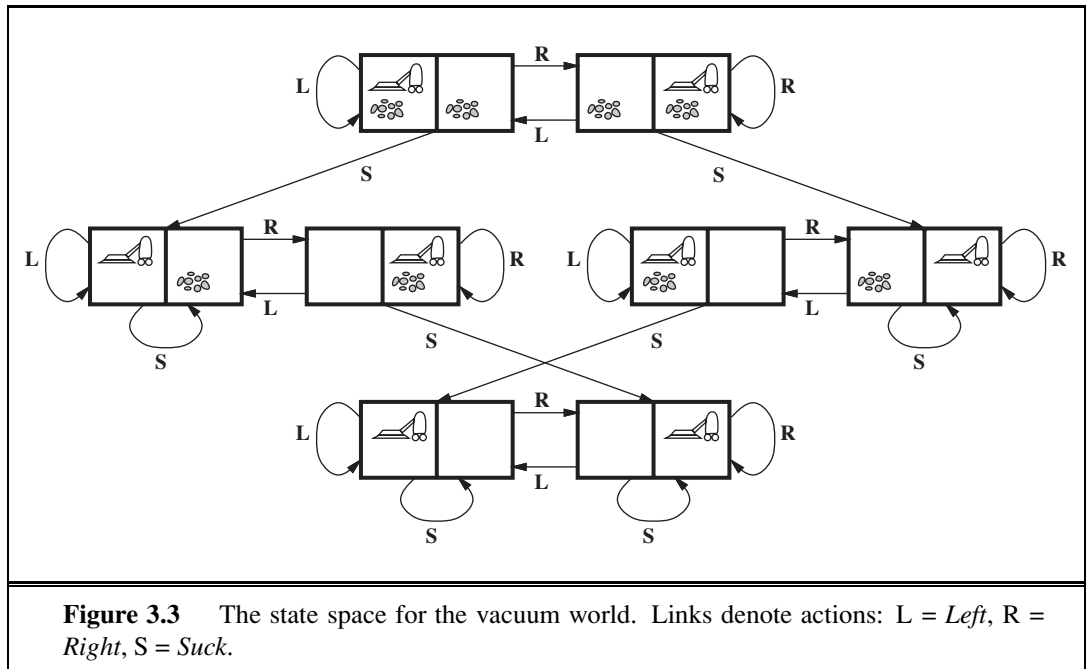 R
L R
L
S S
R R
L R L R
L L
S S
S S
R
L R
L
S S
Figure 3.3 The state space for the vacuum world. Links denote actions: L = Left, R =
Right, S = Suck.